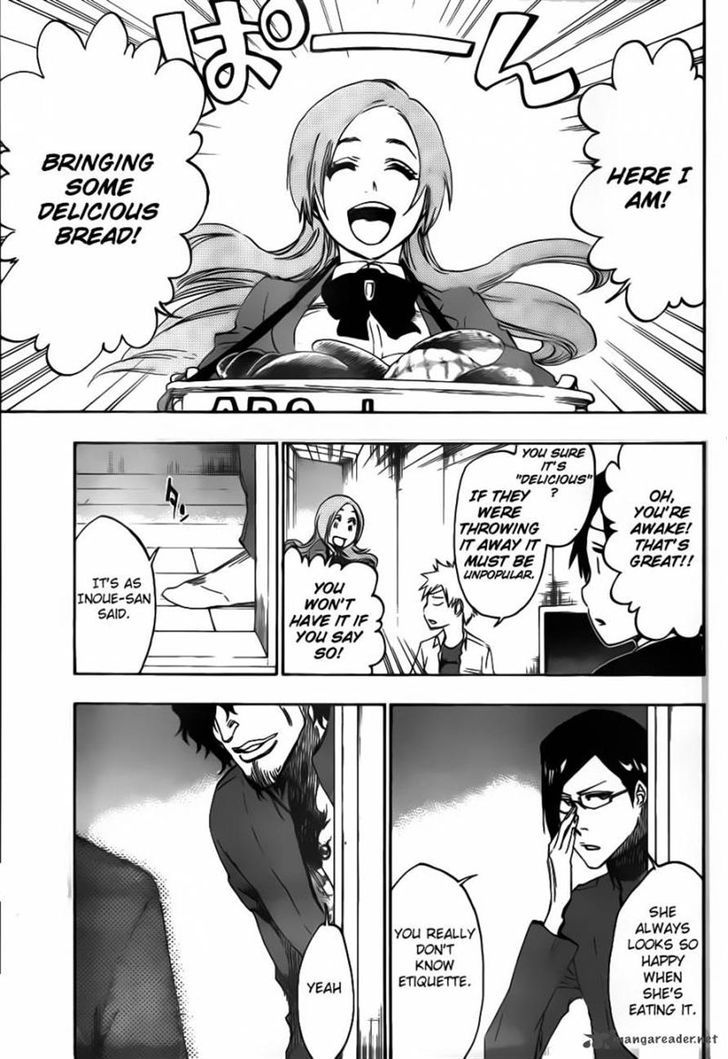 ぱーん
HERE I
AM!
BRINGING
SOME
DELICIOUS
BREAD!
OH,
YOU'RE
AWAKE!
THAT'S
GREAT!!
YOU SURE
IT'S
"DELICIOUS"
?
IF THEY
WERE
THROWING
IT AWAY IT
MUST BE
UNPOPULAR.
YOU
WON'T
HAVE IT IF
YOU SAY
SO!
タン
IT'S AS
INOUE-SAN
SAID.
SHE
ALWAYS
LOOKS SO
HAPPY
WHEN
SHE'S
EATING IT.
YOU REALLY
DON'T
KNOW
ETIQUETTE.
YEAH
mangareader.net